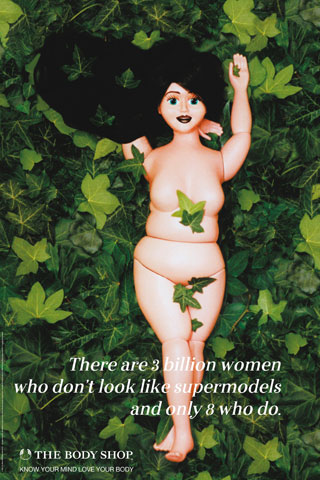 There are 3 billion women
who don't look like supermodels
and only 8 who do.
THE BODY SHOP
KNOW YOUR MIND LOVE YOUR BODY